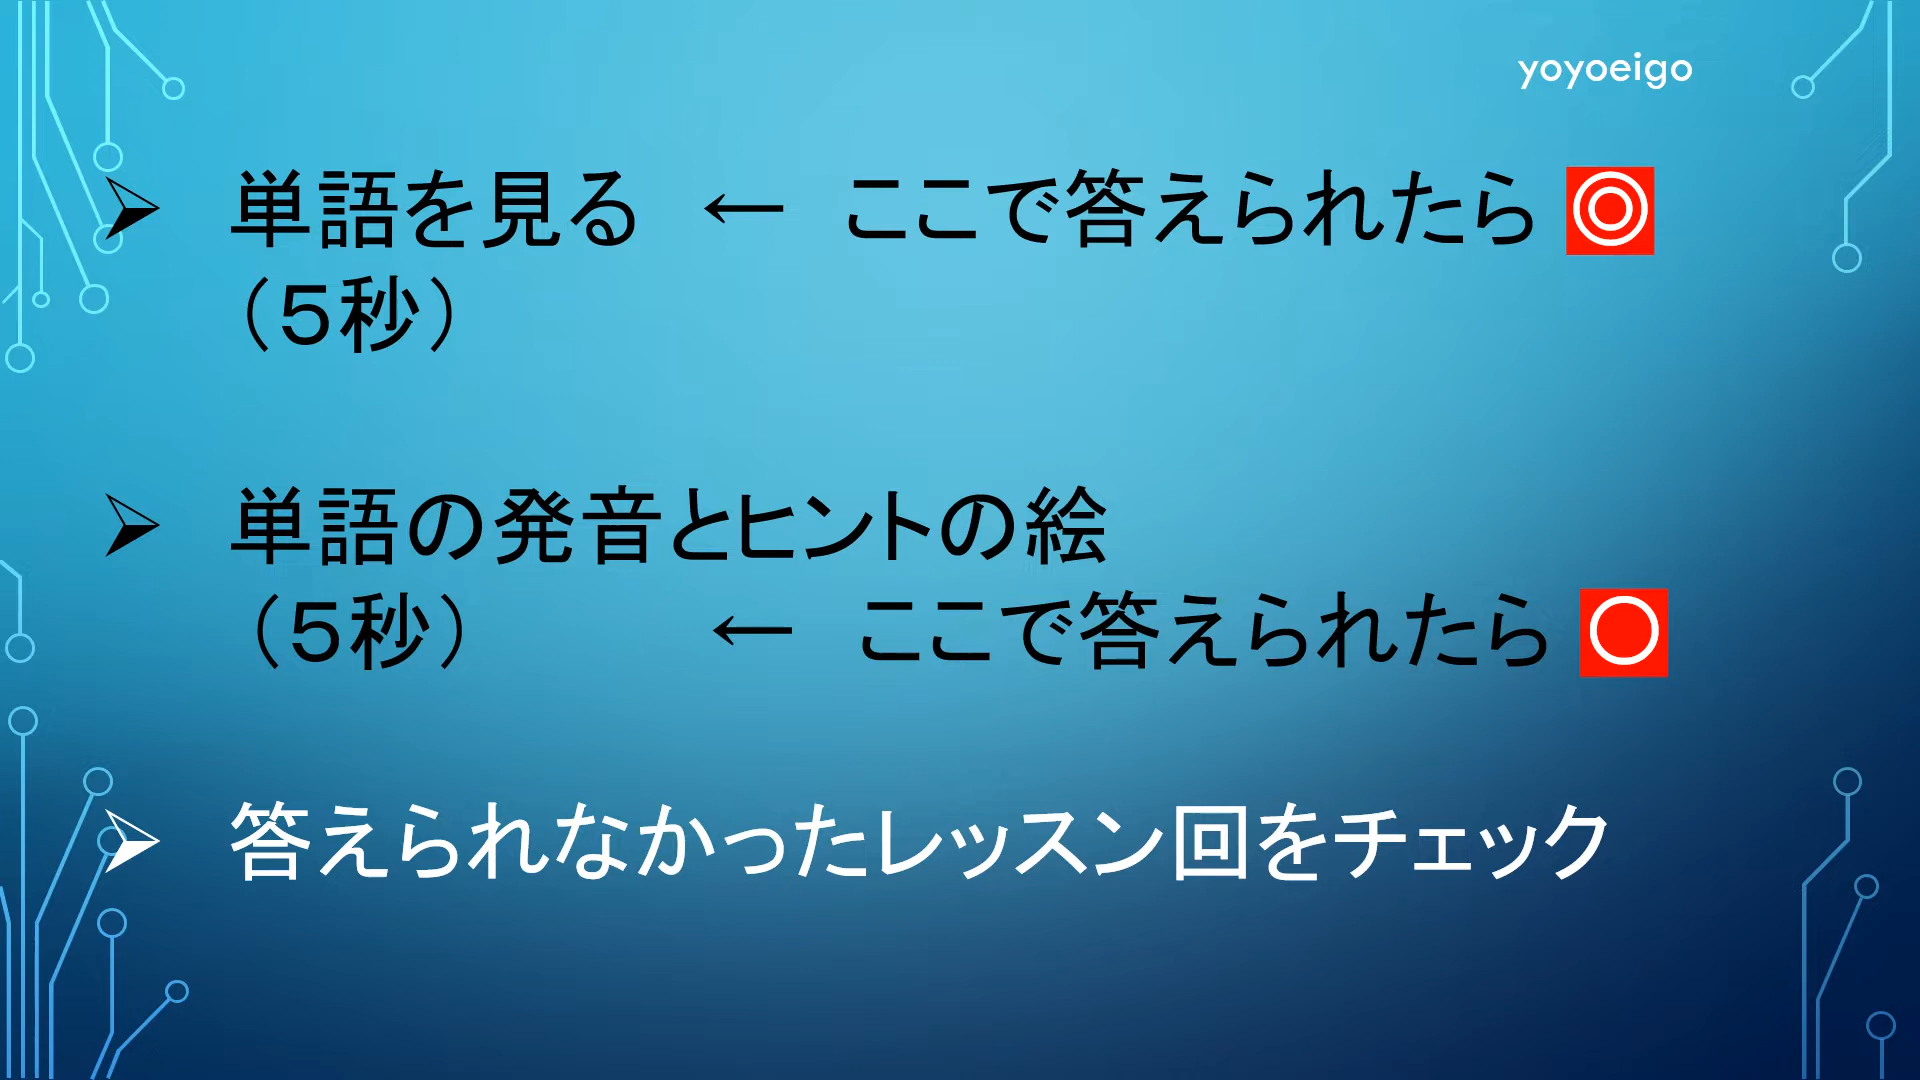 yoyoeigo
➢ 単語を見る ← ここで答えられたら ◎
（５秒）
➢ 単語の発音とヒントの絵
（５秒） ← ここで答えられたら ○
➢ 答えられなかったレッスン回をチェック